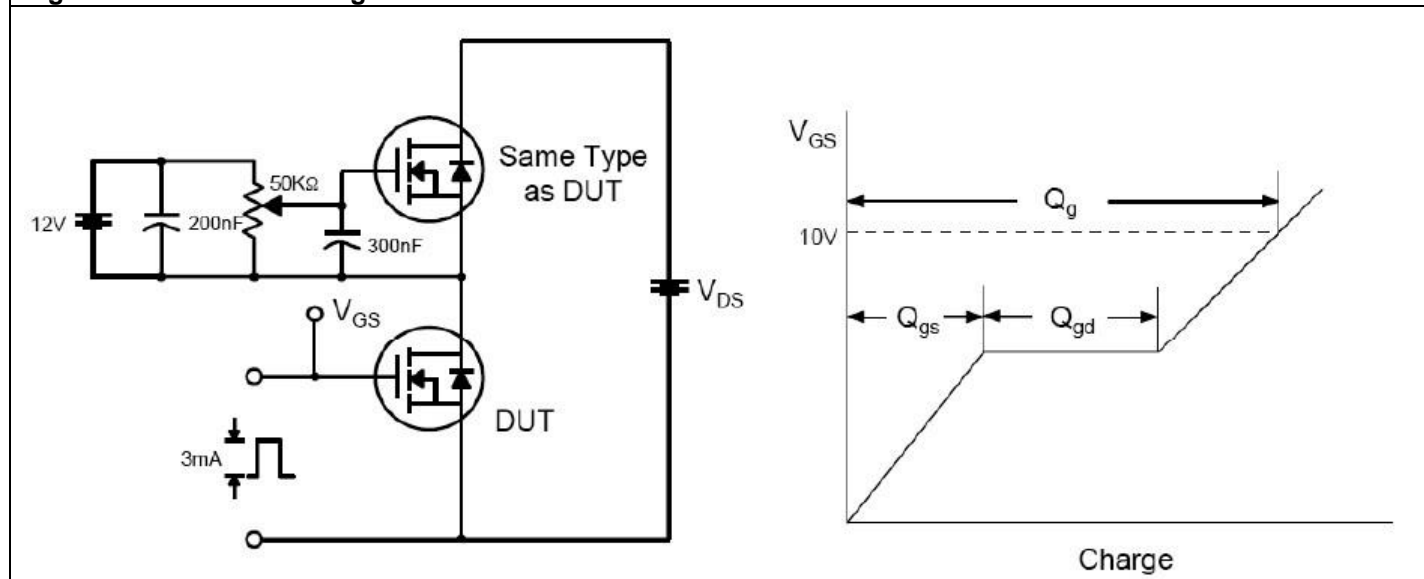 Same Type
as DUT
50KΩ
12V
200nF
300nF
V_GS
V_DS
DUT
3mA
V_GS
Q_g
10V
Q_gs
Q_gd
Charge